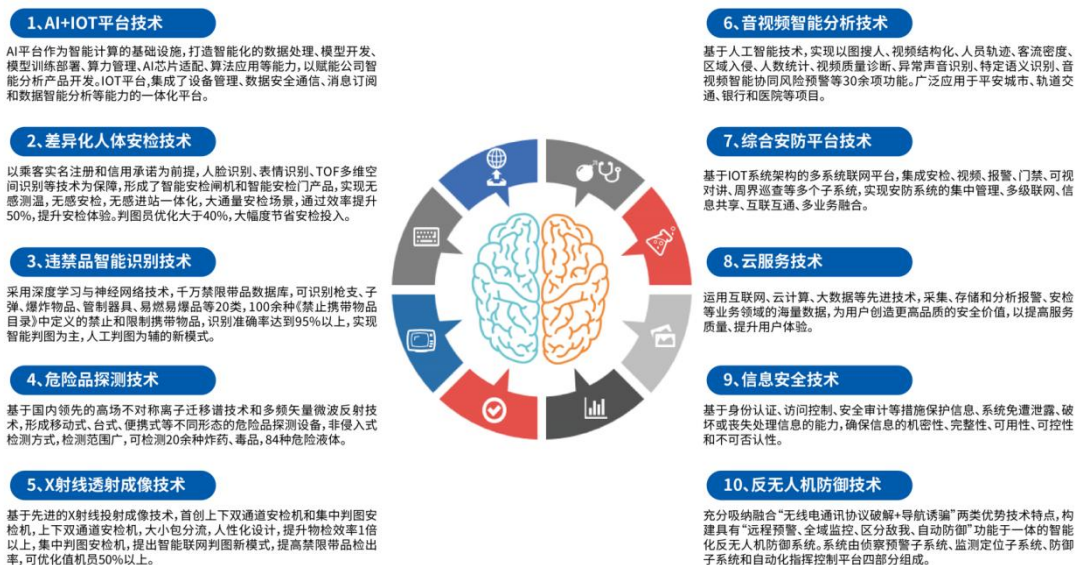 1、AI+IOT平台技术
AI平台作为智能计算的基础设施，打造智能化的数据处理、模型开发、
模型训练部署、算力管理、AI芯片适配、算法应用等能力，以赋能公司智
能分析产品开发。IOT平台，集成了设备管理、数据安全通信、消息订阅
和数据智能分析等能力的一体化平台。
2、差异化人体安检技术
以乘客实名注册和信用承诺为前提，人脸识别、表情识别、TOF多维空
间识别等技术为保障，形成了智能安检闸机和智能安检门产品，实现无
感测温，无感安检，无感进站一体化，大通量安检场景，通过效率提升
50%，提升安检体验。判图员优化大于40%，大幅度节省安检投入。
3、违禁品智能识别技术
采用深度学习与神经网络技术，千万禁限带品数据库，可识别枪支、子
弹、爆炸物品、管制器具、易燃易爆品等20类，100余种《禁止携带物品
目录》中定义的禁止和限制携带物品，识别准确率达到95%以上，实现
智能判图为主，人工判图为辅的新模式。
4、危险品探测技术
基于国内领先的高场不对称离子迁移谱技术和多频矢量微波反射技
术，形成移动式、台式、便携式等不同形态的危险品探测设备，非侵入式
检测方式，检测范围广，可检测20余种炸药、毒品，84种危险液体。
5、X射线透射成像技术
基于先进的X射线投射成像技术，首创上下双通道安检机和集中判图安
检机，上下双通道安检机，大小包分流，人性化设计，提升物检效率1倍
以上，集中判图安检机，提出智能联网判图新模式，提高禁限带品检出
率，可优化值机员50%以上。
6、音视频智能分析技术
基于人工智能技术，实现以图搜人、视频结构化、人员轨迹、客流密度、
区域入侵、人数统计、视频质量诊断、异常声音识别、特定语义识别、音
视频智能协同风险预警等30余项功能。广泛应用于平安城市、轨道交
通、银行和医院等项目。
7、综合安防平台技术
基于IOT系统架构的多系统联网平台，集成安检、视频、报警、门禁、可视
对讲、周界巡查等多个子系统，实现安防系统的集中管理、多级联网、信
息共享、互联互通、多业务融合。
8、云服务技术
运用互联网、云计算、大数据等先进技术，采集、存储和分析报警、安检
等业务领域的海量数据，为用户创造更高品质的安全价值，以提高服务
质量、提升用户体验。
9、信息安全技术
基于身份认证、访问控制、安全审计等措施保护信息、系统免遭泄露、破
坏或丧失处理信息的能力，确保信息的机密性、完整性、可用性、可控性
和不可否认性。
10、反无人机防御技术
充分吸纳融合“无线电通讯协议破解+导航诱骗”两类优势技术特点，构
建具有“远程预警、全域监控、区分敌我、自动防御”功能于一体的智能
化反无人机防御系统。系统由侦察预警子系统、监测定位子系统、防御
子系统和自动化指挥控制平台四部分组成。